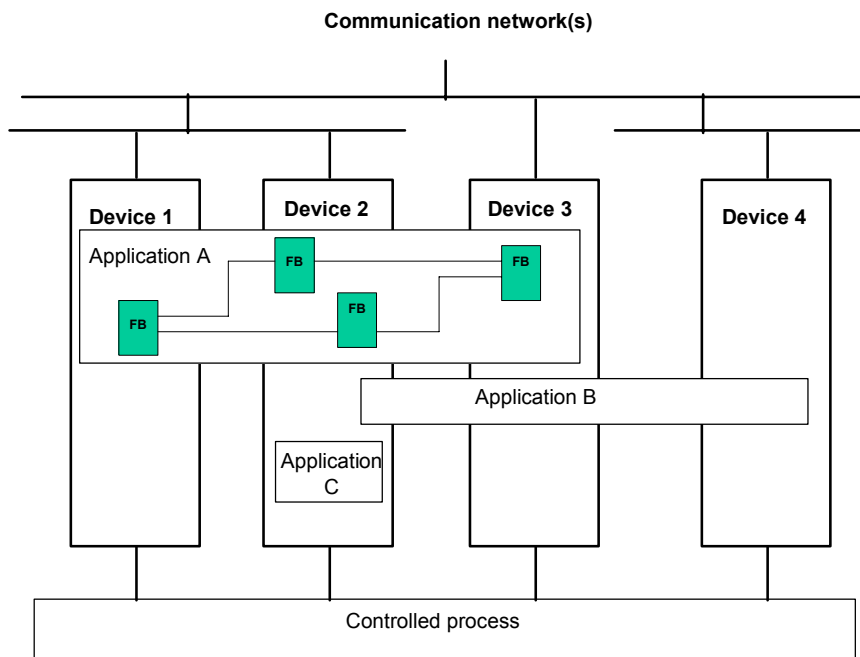 Communication network(s)
Device 1
Device 2
Device 3
Device 4
Application A
FB
FB
FB
FB
Application B
Application
C
Controlled process